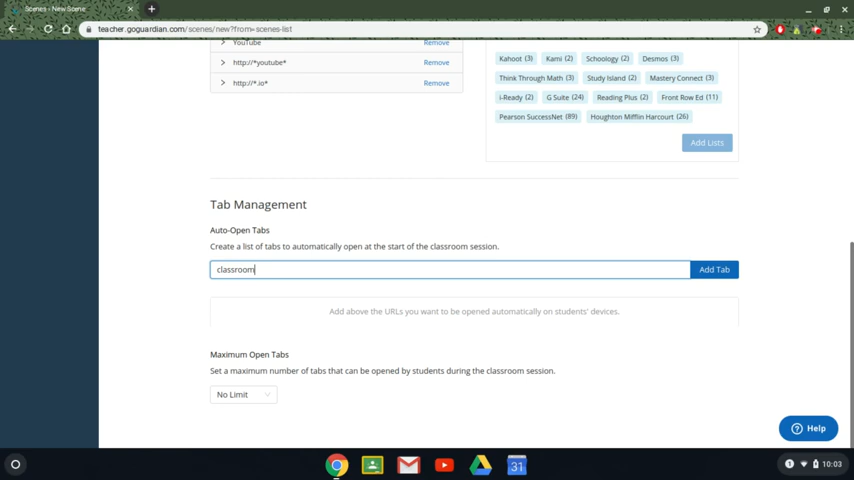 Scenes - New Scene
teacher.goguardian.com/scenes/new?from=scenes-list
YouTube Remove
http://*youtube* Remove
http://*.io* Remove
Kahoot (3) Kami (2) Schoology (2) Desmos (3)
Think Through Math (3) Study Island (2) Mastery Connect (3)
i-Ready (2) G Suite (24) Reading Plus (2) Front Row Ed (11)
Pearson SuccessNet (89) Houghton Mifflin Harcourt (26)
Add Lists
Tab Management
Auto-Open Tabs
Create a list of tabs to automatically open at the start of the classroom session.
classroom Add Tab
Add above the URLs you want to be opened automatically on students' devices.
Maximum Open Tabs
Set a maximum number of tabs that can be opened by students during the classroom session.
No Limit
Help
31
1 10:03